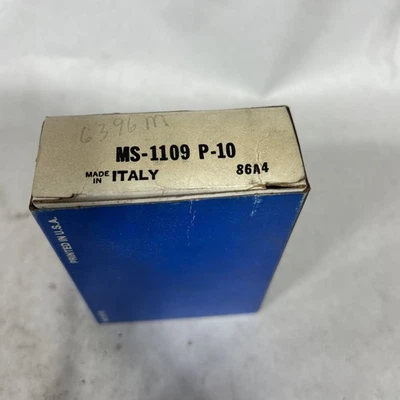 6396M
MS-1109 P-10
MADE IN ITALY 86A4
PRINTED IN U.S.A.